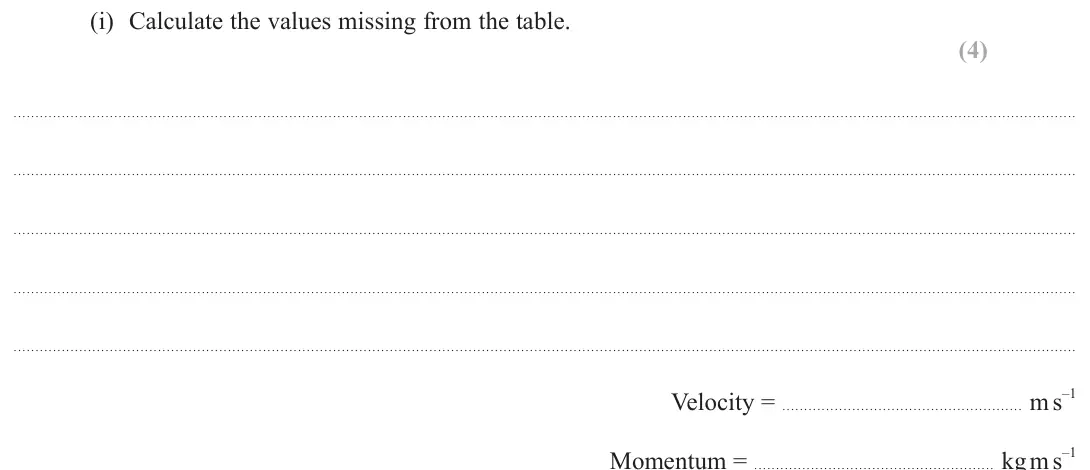 (i) Calculate the values missing from the table.
(4)
Velocity = ............................................................ m s⁻¹
Momentum = ............................................................ kg m s⁻¹